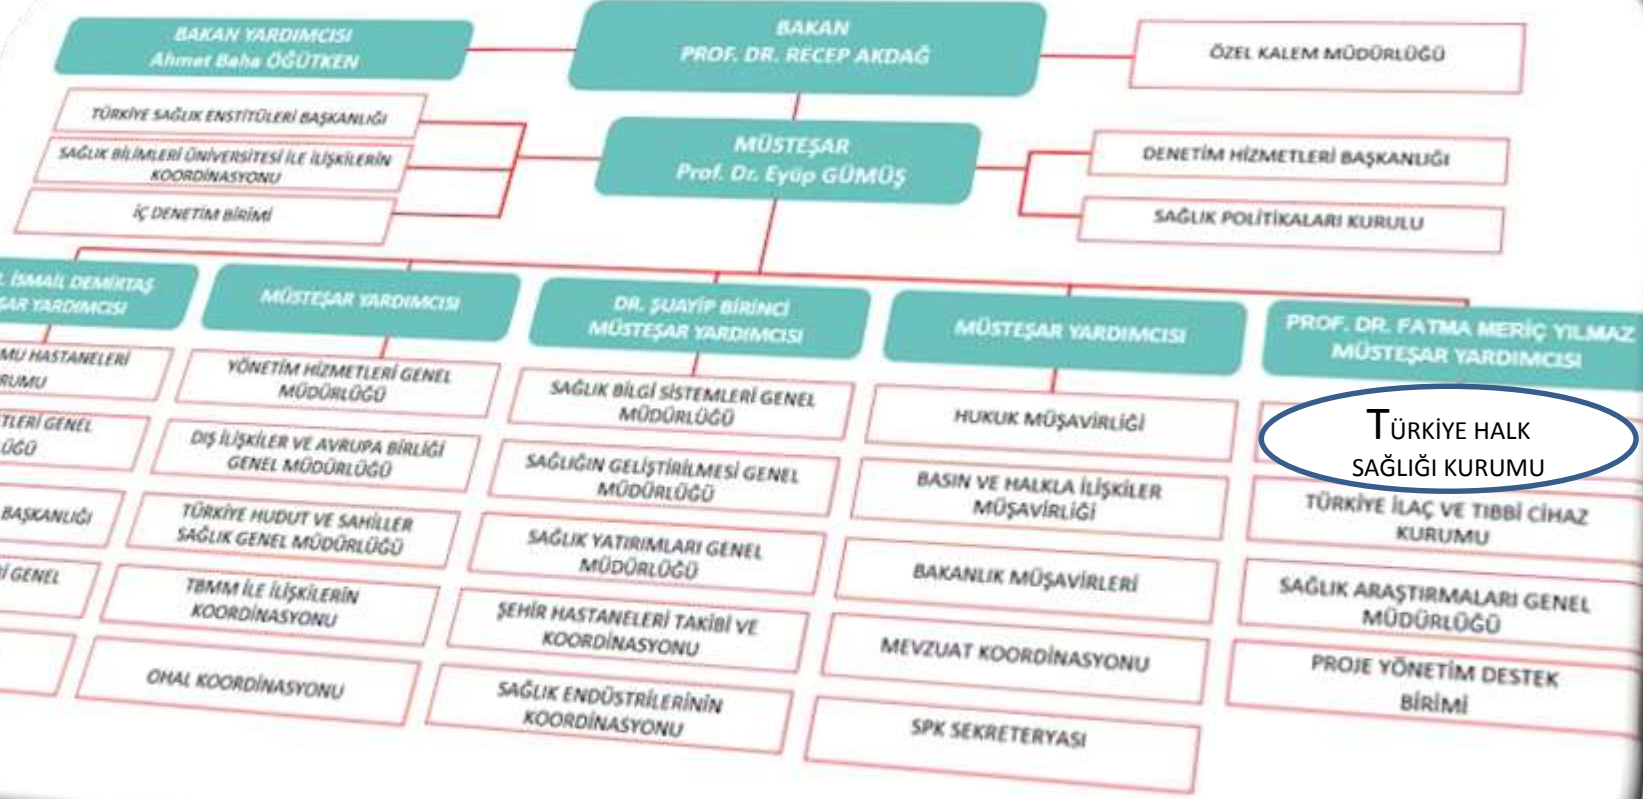 BAKAN YARDIMCISI
Ahmet Baha ÖĞÜTKEN
BAKAN
PROF. DR. RECEP AKDAĞ
ÖZEL KALEM MÜDÜRLÜĞÜ
TÜRKİYE SAĞLIK ENSTİTÜLERİ BAŞKANLIĞI
SAĞLIK BİLİMLERİ ÜNİVERSİTESİ İLE İLİŞKİLERİN
KOORDİNASYONU
İÇ DENETİM BİRİMİ
MÜSTEŞAR
Prof. Dr. Eyüp GÜMÜŞ
DENETİM HİZMETLERİ BAŞKANLIĞI
SAĞLIK POLİTİKALARI KURULU
İSMAİL DEMİRTAŞ
YARDIMCISI
HASTANELERİ
GENEL
BAŞKANLIĞI
GENEL
MÜSTEŞAR YARDIMCISI
YÖNETİM HİZMETLERİ GENEL
MÜDÜRLÜĞÜ
DIŞ İLİŞKİLER VE AVRUPA BİRLİĞİ
GENEL MÜDÜRLÜĞÜ
TÜRKİYE HUDUT VE SAHİLLER
SAĞLIK GENEL MÜDÜRLÜĞÜ
TBMM İLE İLİŞKİLERİN
KOORDİNASYONU
OHAL KOORDİNASYONU
DR. ŞUAYİP BİRİNCİ
MÜSTEŞAR YARDIMCISI
SAĞLIK BİLGİ SİSTEMLERİ GENEL
MÜDÜRLÜĞÜ
SAĞLIĞIN GELİŞTİRİLMESİ GENEL
MÜDÜRLÜĞÜ
SAĞLIK YATIRIMLARI GENEL
MÜDÜRLÜĞÜ
ŞEHİR HASTANELERİ TAKİBİ VE
KOORDİNASYONU
SAĞLIK ENDÜSTRİLERİNİN
KOORDİNASYONU
MÜSTEŞAR YARDIMCISI
HUKUK MÜŞAVİRLİĞİ
BASIN VE HALKLA İLİŞKİLER
MÜŞAVİRLİĞİ
BAKANLIK MÜŞAVİRLERİ
MEVZUAT KOORDİNASYONU
SPK SEKRETERYASI
PROF. DR. FATMA MERİÇ YILMAZ
MÜSTEŞAR YARDIMCISI
TÜRKİYE HALK
SAĞLIĞI KURUMU
TÜRKİYE İLAÇ VE TIBBİ CİHAZ
KURUMU
SAĞLIK ARAŞTIRMALARI GENEL
MÜDÜRLÜĞÜ
PROJE YÖNETİM DESTEK
BİRİMİ